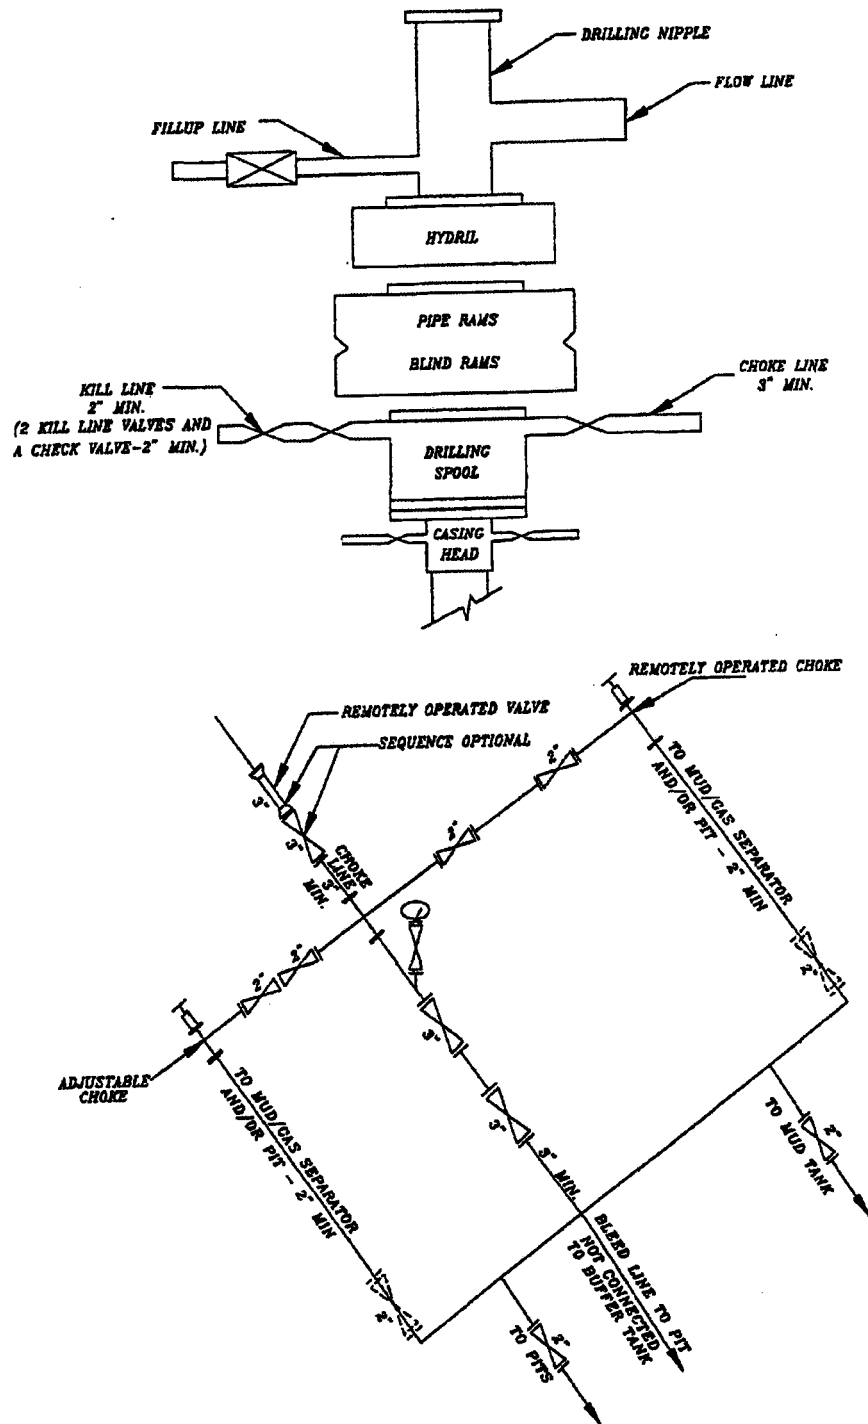 DRILLING NIPPLE
FLOW LINE
FILLUP LINE
HYDRIL
PIPE RAMS
BLIND RAMS
CHOKE LINE
3" MIN.
KILL LINE
2" MIN.
(2 KILL LINE VALVES AND
A CHECK VALVE-2" MIN.)
DRILLING
SPOOL
CASING
HEAD
REMOTELY OPERATED CHOKE
REMOTELY OPERATED VALVE
SEQUENCE OPTIONAL
3"
3"
CHOKE
LINE
3"
MIN.
2"
2"
TO MUD/GAS SEPARATOR
AND/OR PIT - 2" MIN
2"
2"
2"
3"
3"
3" MIN.
ADJUSTABLE
CHOKE
TO MUD/GAS SEPARATOR
AND/OR PIT - 2" MIN
2"
2"
TO MUD TANK
BLEED LINE TO PIT
NOT CONNECTED
TO BUFFER TANK
2"
TO PITS